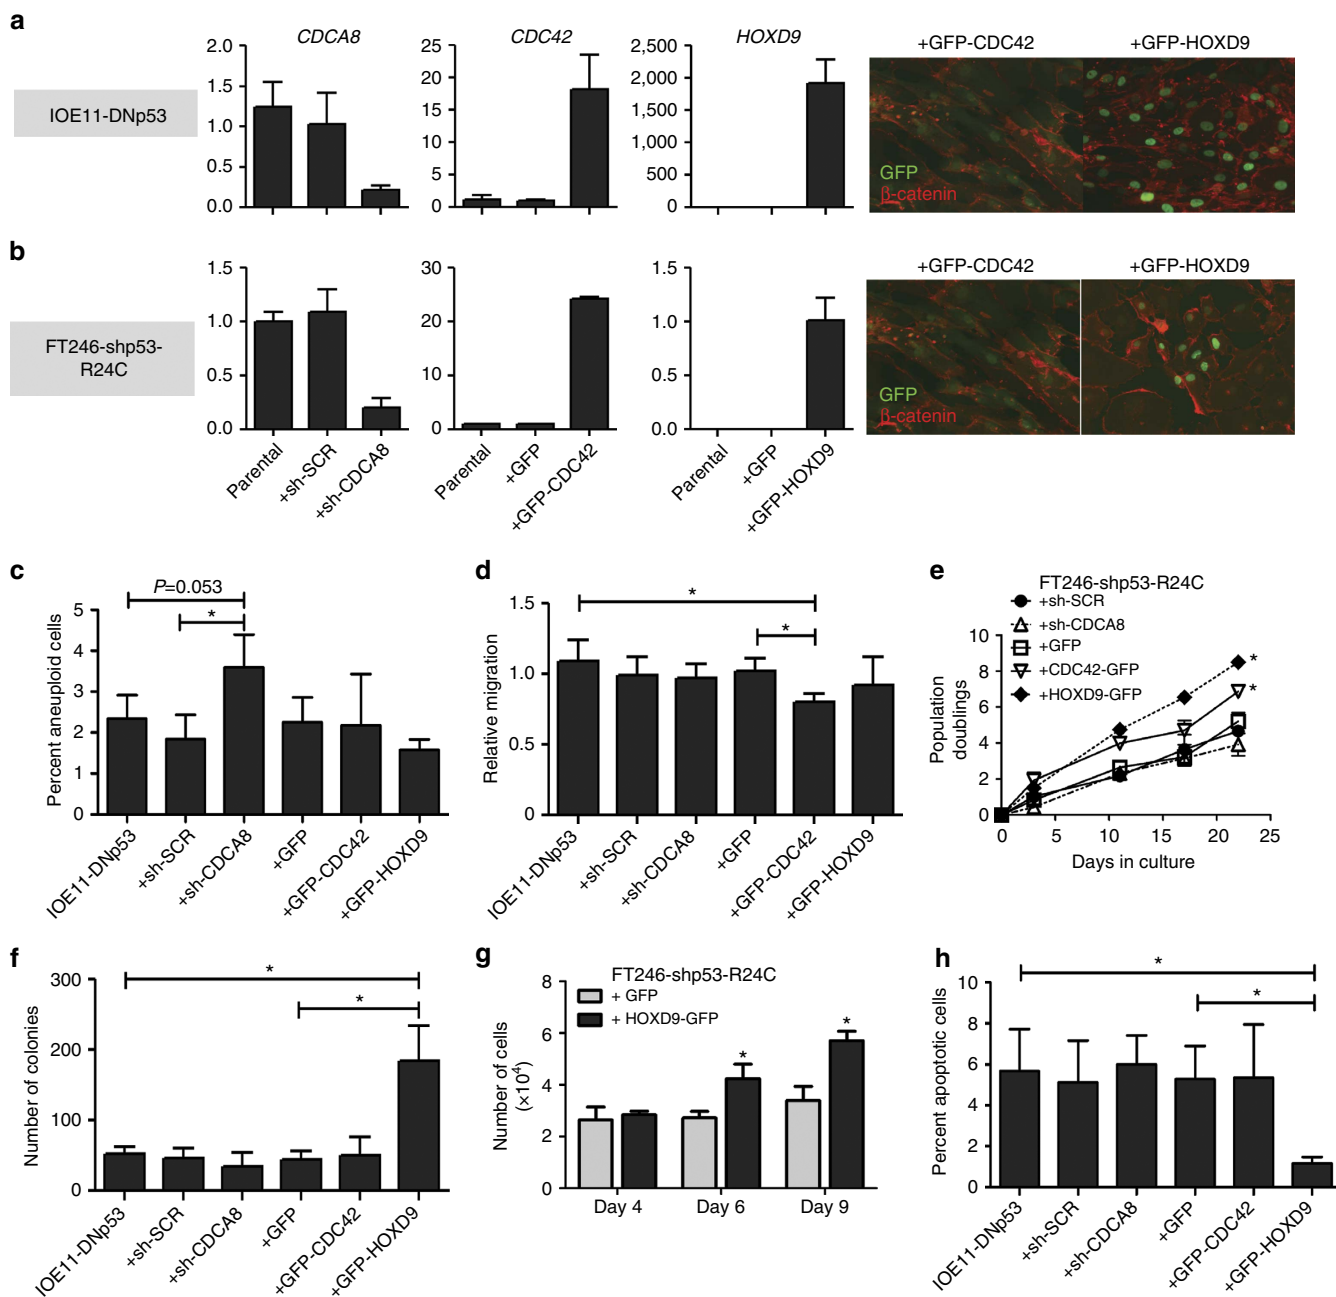 a
CDCA8
CDC42
HOXD9
+GFP-CDC42
+GFP-HOXD9
IOE11-DNp53
2.0
1.5
1.0
0.5
0.0
25
20
15
10
5
0
2,500
2,000
1,500
1,000
500
0
GFP
β-catenin
b
+GFP-CDC42
+GFP-HOXD9
FT246-shp53-
R24C
1.5
1.0
0.5
0.0
30
20
10
0
1.5
1.0
0.5
0.0
GFP
β-catenin
Parental
+sh-SCR
+sh-CDCA8
Parental
+GFP
+GFP-CDC42
Parental
+GFP
+GFP-HOXD9
c
P=0.053
*
Percent aneuploid cells
5
4
3
2
1
0
IOE11-DNp53
+sh-SCR
+sh-CDCA8
+GFP
+GFP-CDC42
+GFP-HOXD9
d
*
*
Relative migration
1.5
1.0
0.5
0
IOE11-DNp53
+sh-SCR
+sh-CDCA8
+GFP
+GFP-CDC42
+GFP-HOXD9
e
FT246-shp53-R24C
+sh-SCR
+sh-CDCA8
+GFP
+CDC42-GFP
+HOXD9-GFP
*
*
Population
doublings
10
8
6
4
2
0
0
5
10
15
20
25
Days in culture
f
*
*
Number of colonies
300
200
100
0
IOE11-DNp53
+sh-SCR
+sh-CDCA8
+GFP
+GFP-CDC42
+GFP-HOXD9
g
FT246-shp53-R24C
+ GFP
+ HOXD9-GFP
*
*
Number of cells
(×10⁴)
8
6
4
2
0
Day 4
Day 6
Day 9
h
*
*
Percent apoptotic cells
10
8
6
4
2
0
IOE11-DNp53
+sh-SCR
+sh-CDCA8
+GFP
+GFP-CDC42
+GFP-HOXD9